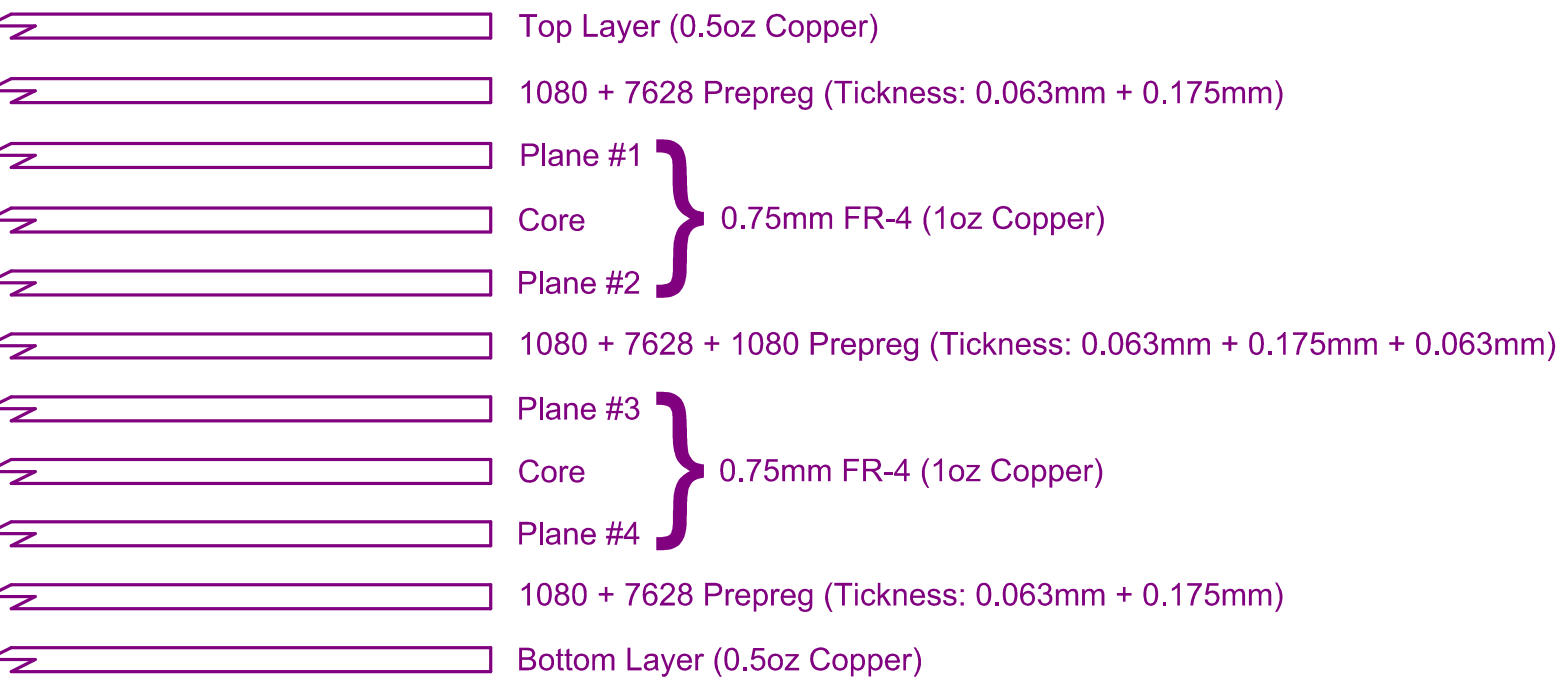 Top Layer (0.5oz Copper)
1080 + 7628 Prepreg (Tickness: 0.063mm + 0.175mm)
Plane #1
Core
0.75mm FR-4 (1oz Copper)
Plane #2
1080 + 7628 + 1080 Prepreg (Tickness: 0.063mm + 0.175mm + 0.063mm)
Plane #3
Core
0.75mm FR-4 (1oz Copper)
Plane #4
1080 + 7628 Prepreg (Tickness: 0.063mm + 0.175mm)
Bottom Layer (0.5oz Copper)